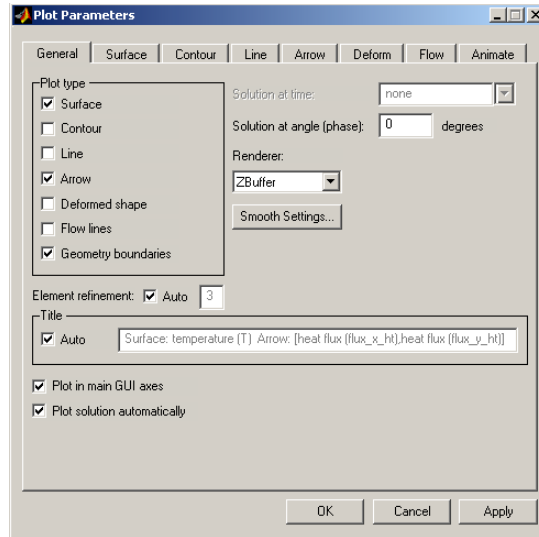 Plot Parameters
General Surface Contour Line Arrow Deform Flow Animate
Plot type
Surface
Contour
Line
Arrow
Deformed shape
Flow lines
Geometry boundaries
Solution at time: none
Solution at angle (phase): 0 degrees
Renderer:
ZBuffer
Smooth Settings...
Element refinement: Auto 3
Title
Auto Surface: temperature (T) Arrow: [heat flux (flux_x_ht),heat flux (flux_y_ht)]
Plot in main GUI axes
Plot solution automatically
OK Cancel Apply